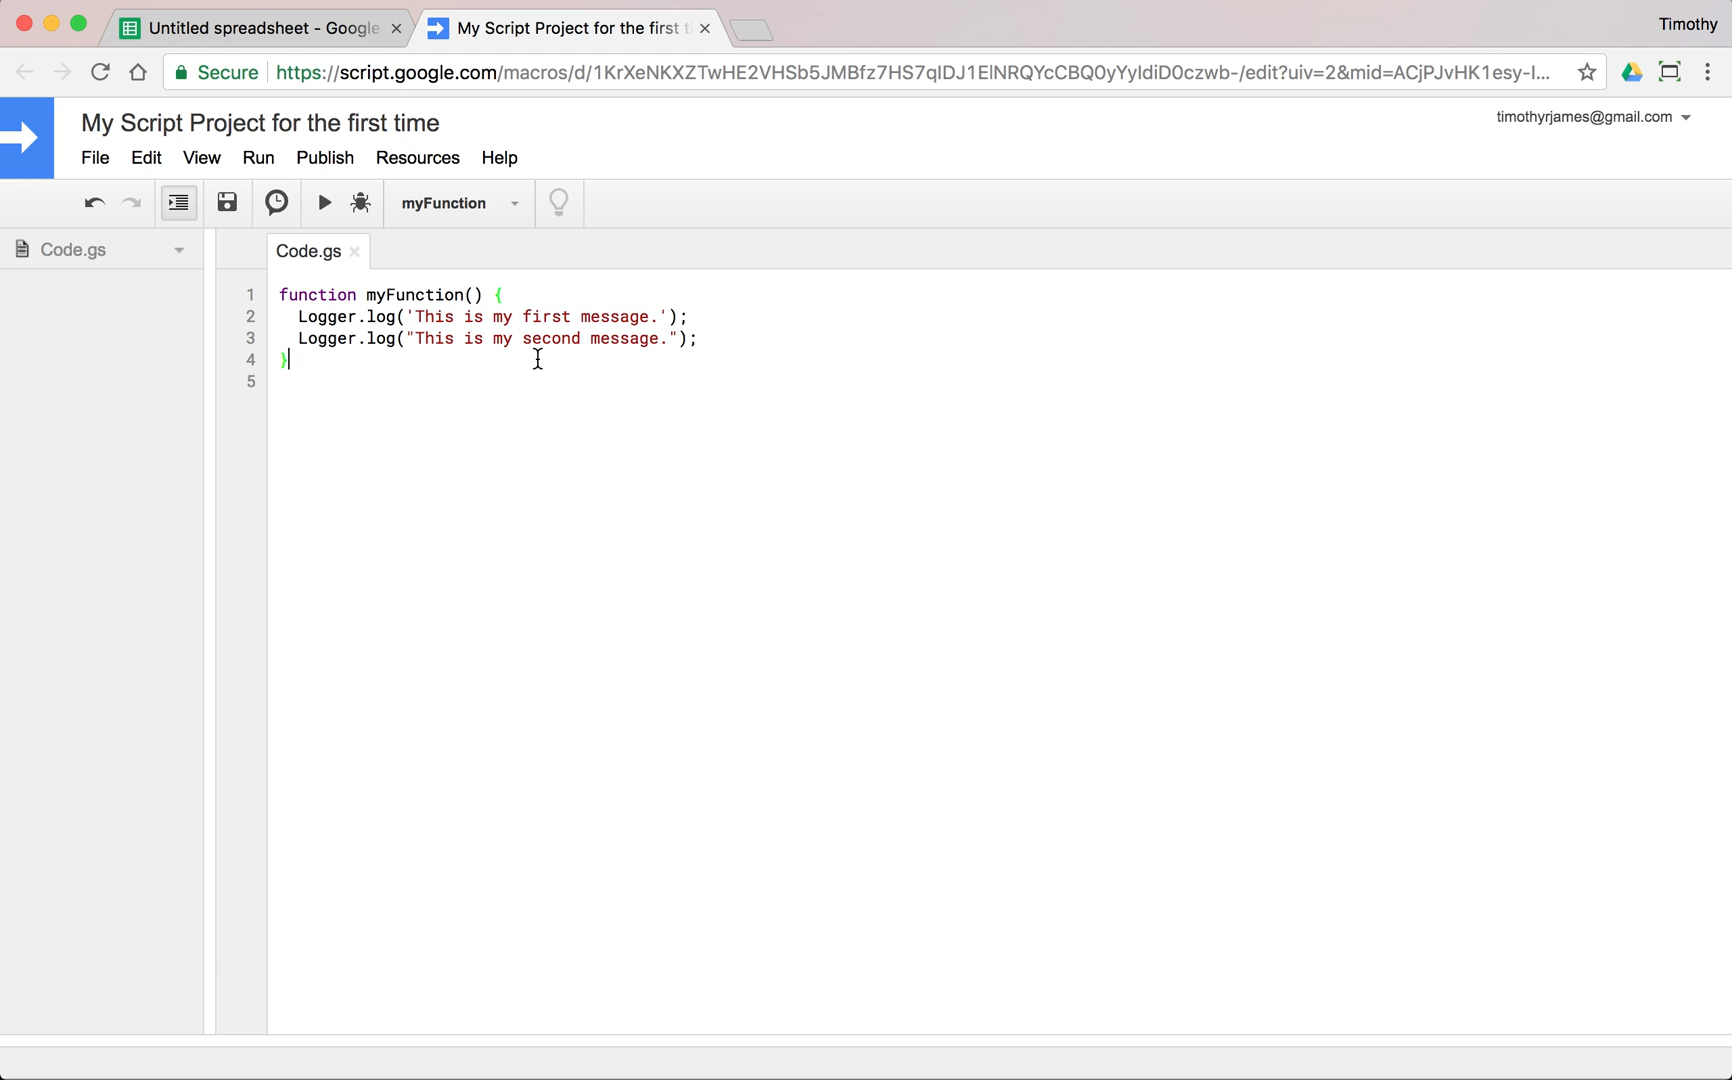 Untitled spreadsheet - Google
My Script Project for the first t
Timothy
Secure
https://script.google.com/macros/d/1KrXeNKXZTwHE2VHSb5JMBfz7HS7qIDJ1EINRQYcCBQ0yYyIdiD0czwb-/edit?uiv=2&mid=ACjPJvHK1esy-I...
My Script Project for the first time
timothyrjames@gmail.com
File Edit View Run Publish Resources Help
myFunction
Code.gs
Code.gs
1 function myFunction() {
2 Logger.log('This is my first message.');
3 Logger.log("This is my second message.");
4 }
5